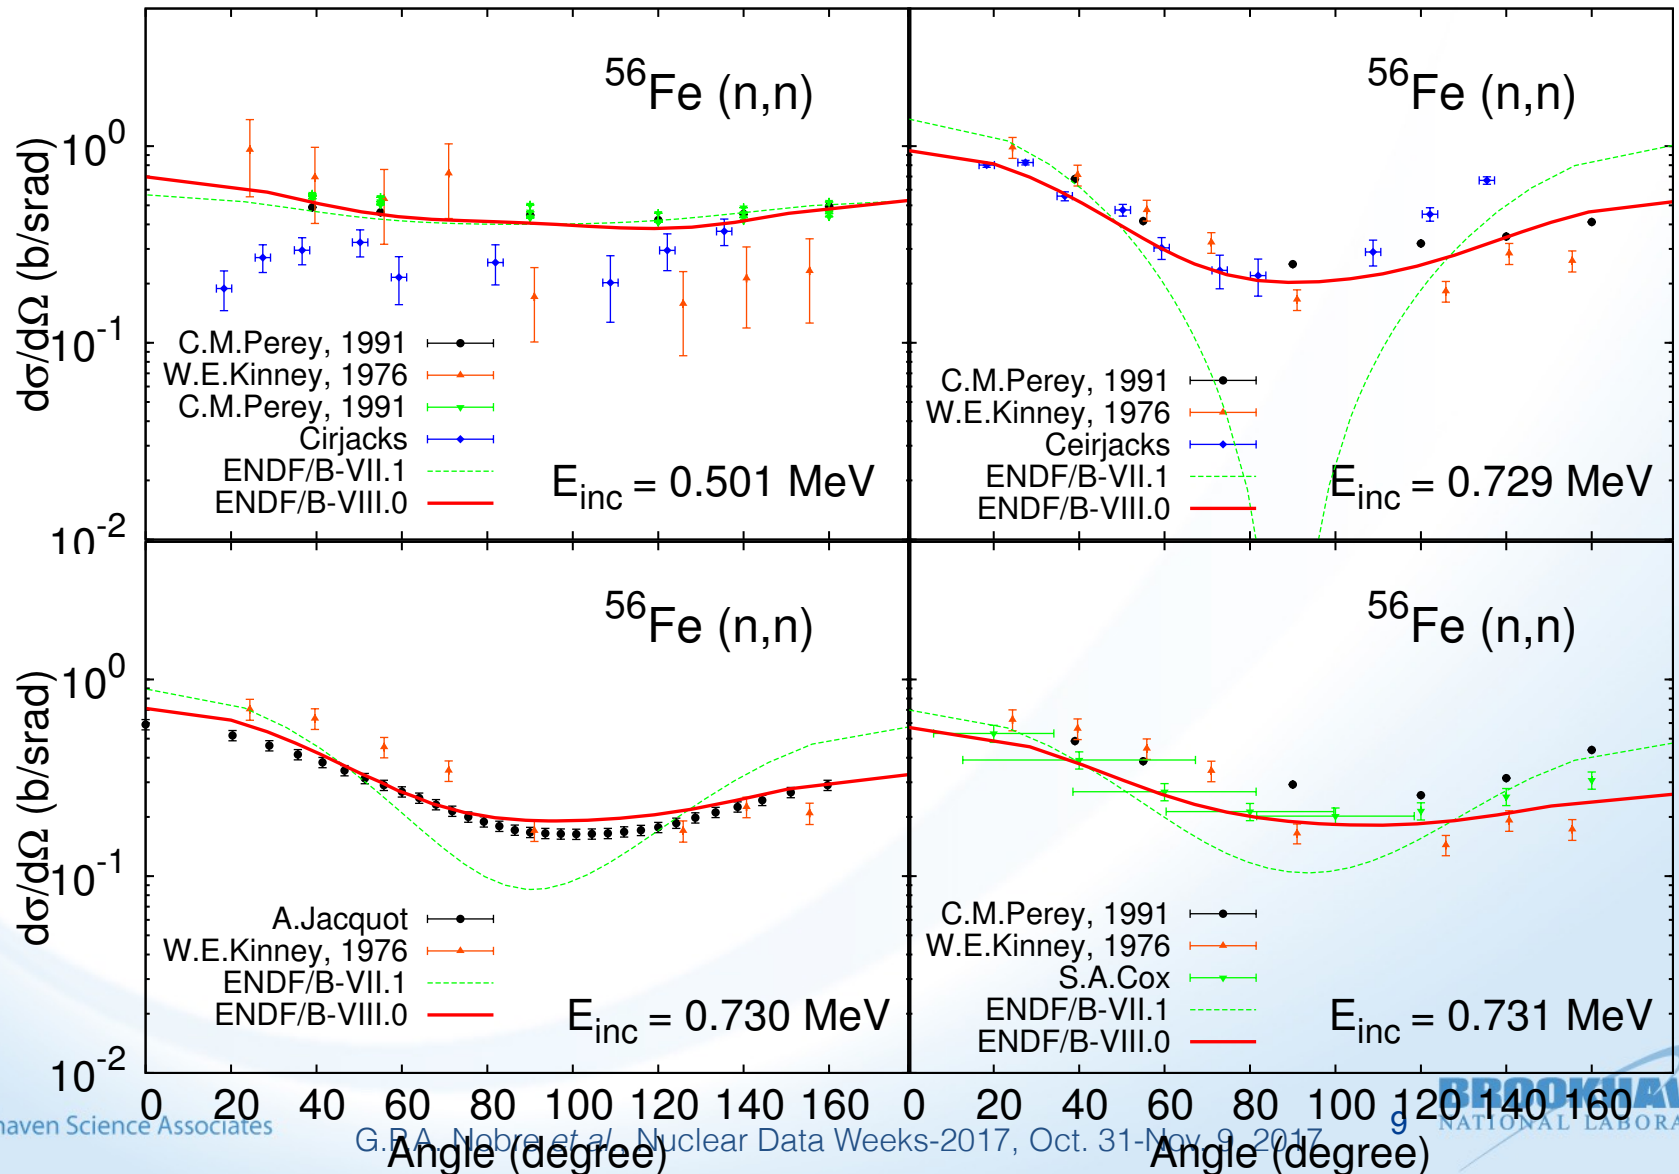 56Fe (n,n)
dσ/dΩ (b/srad)
10^0
10^-1
10^-2
C.M.Perey, 1991
W.E.Kinney, 1976
C.M.Perey, 1991
Cirjacks
ENDF/B-VII.1
ENDF/B-VIII.0
E_inc = 0.501 MeV
56Fe (n,n)
C.M.Perey, 1991
W.E.Kinney, 1976
Ceirjacks
ENDF/B-VII.1
ENDF/B-VIII.0
E_inc = 0.729 MeV
56Fe (n,n)
dσ/dΩ (b/srad)
10^0
10^-1
10^-2
A.Jacquot
W.E.Kinney, 1976
ENDF/B-VII.1
ENDF/B-VIII.0
E_inc = 0.730 MeV
0 20 40 60 80 100 120 140 160
Angle (degree)
56Fe (n,n)
C.M.Perey, 1991
W.E.Kinney, 1976
S.A.Cox
ENDF/B-VII.1
ENDF/B-VIII.0
E_inc = 0.731 MeV
0 20 40 60 80 100 120 140 160
Angle (degree)
haven Science Associates
G.P.A. Nobre et al, Nuclear Data Weeks-2017, Oct. 31-Nov. 9, 2017
9
BROOKHAV
NATIONAL LABORA